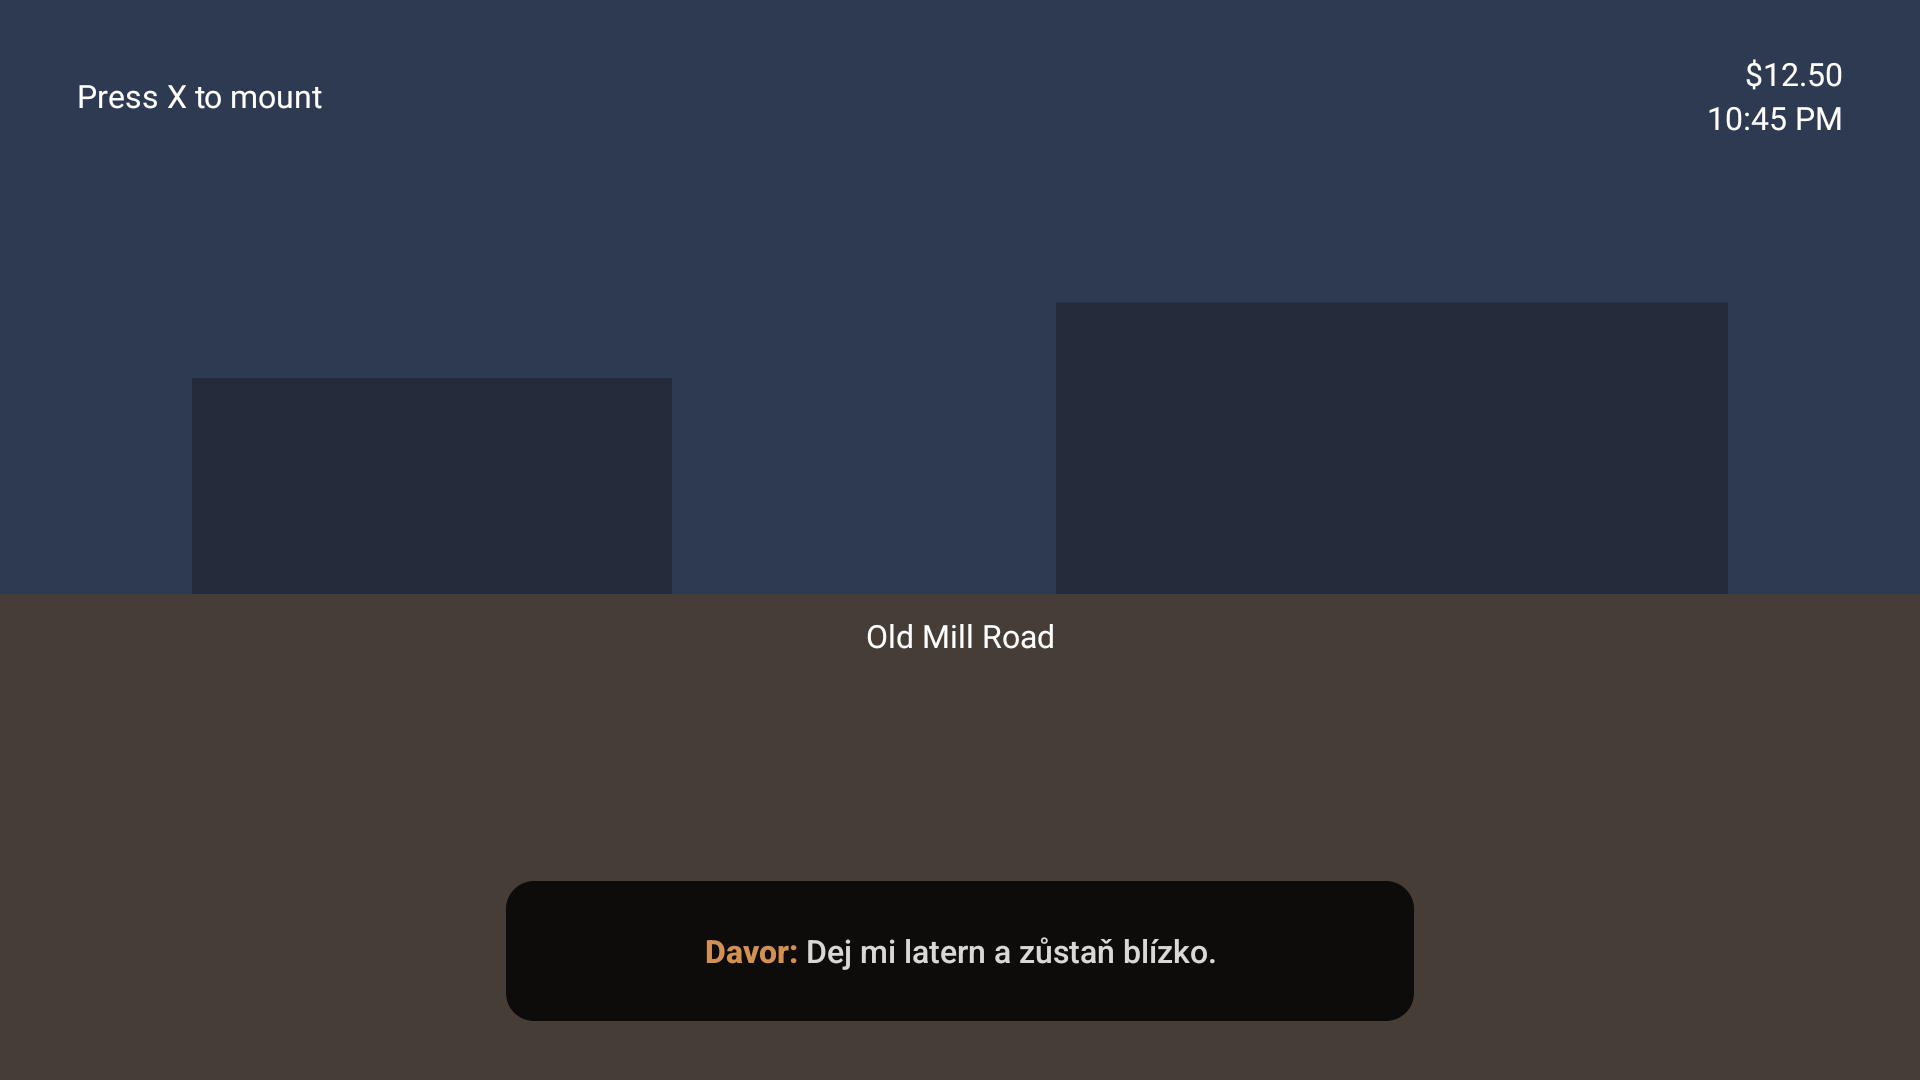 Press X to mount
$12.50
10:45 PM
Old Mill Road
Davor: Dej mi latern a zůstaň blízko.